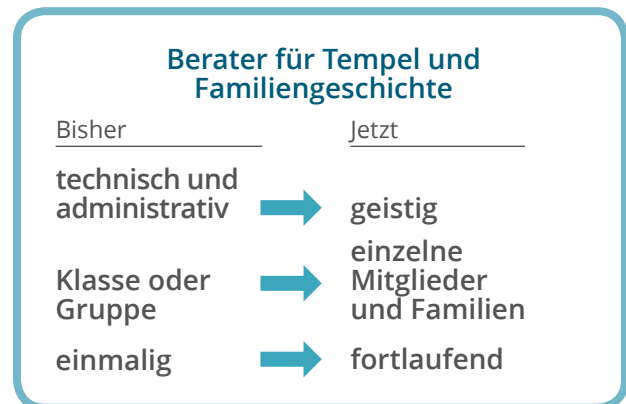 Berater für Tempel und
Familiengeschichte
Bisher
Jetzt
technisch und
administrativ
geistig
Klasse oder
Gruppe
einzelne
Mitglieder
und Familien
einmalig
fortlaufend